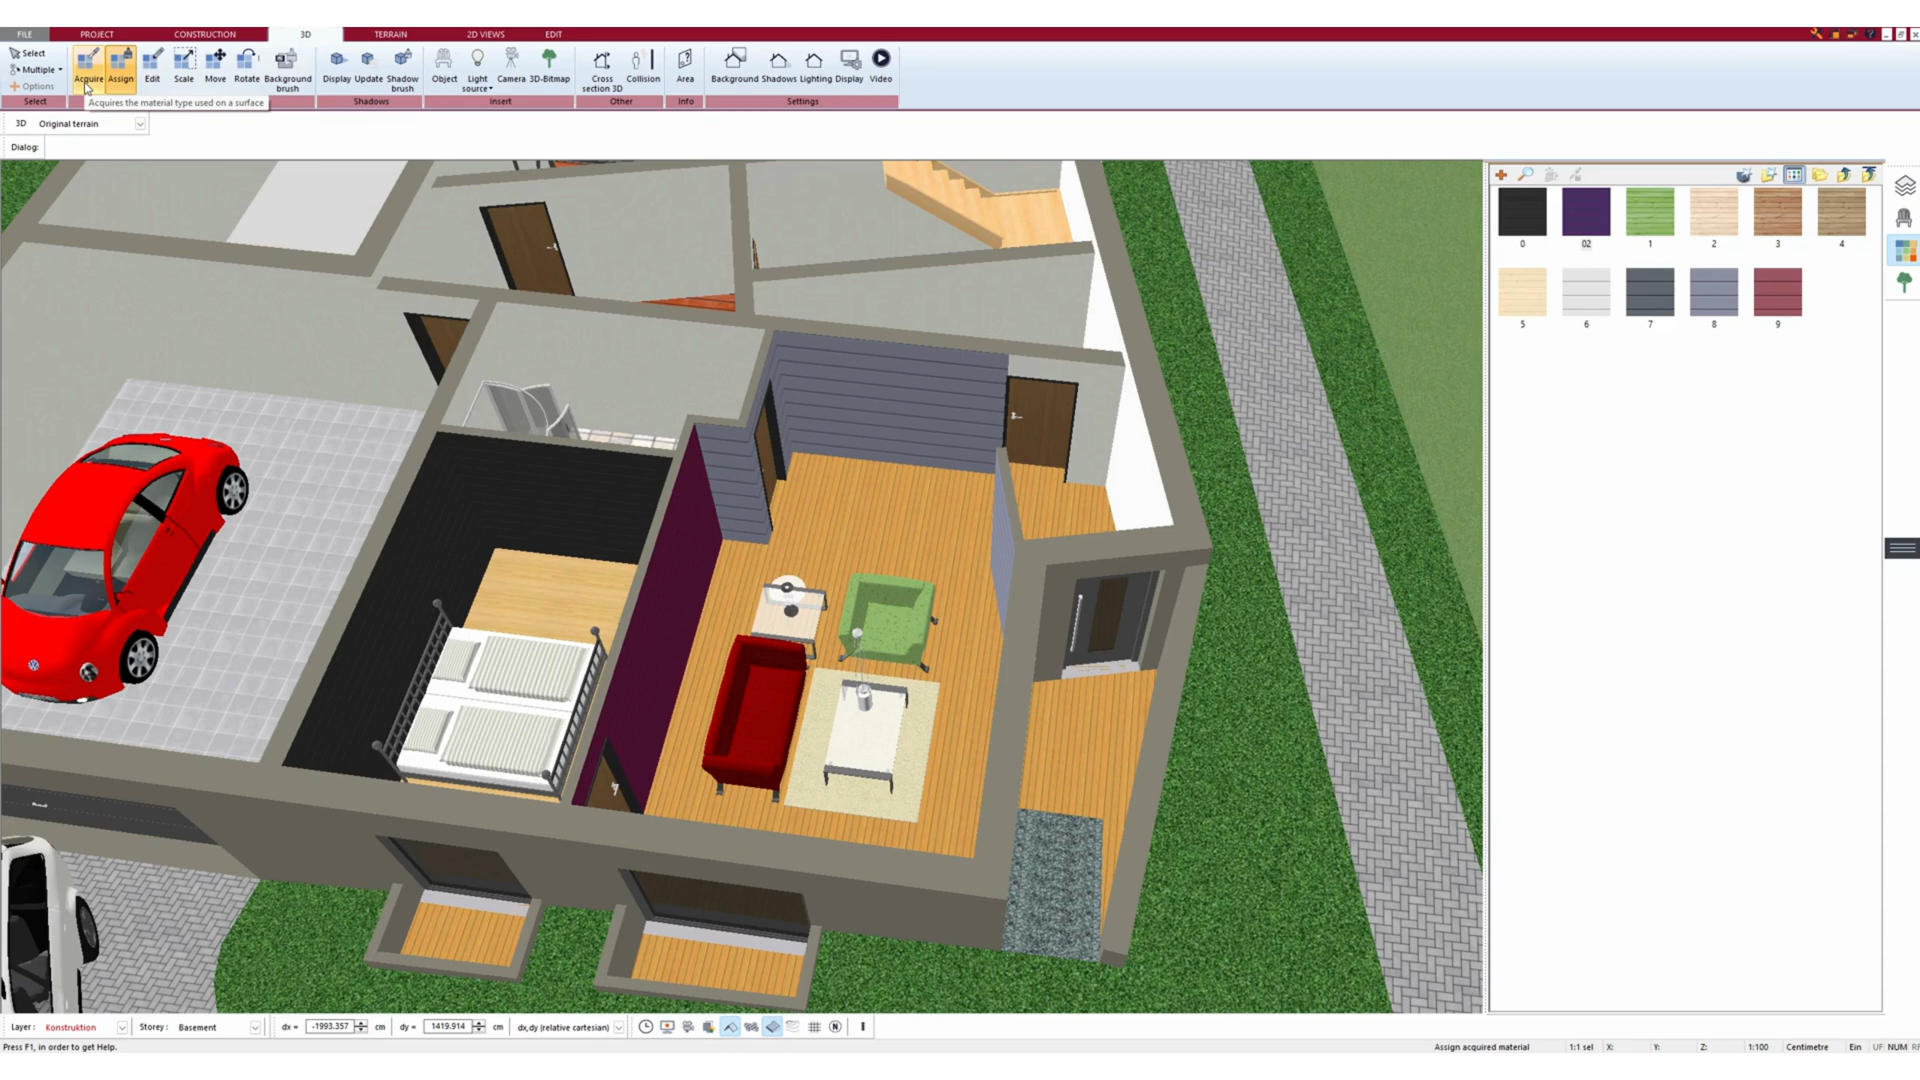 FILE PROJECT CONSTRUCTION 3D TERRAIN 2D VIEWS EDIT
Select
Multiple
Options
Select
Acquire Assign Edit Scale Move Rotate Background brush
Acquires the material type used on a surface
Display Update Shadow brush
Shadows
Object Light source Camera 3D-Bitmap
Insert
Cross section 3D Collision
Other
Area
Info
Background Shadows Lighting Display Video
Settings
3D Original terrain
Dialog:
0 02 1 2 3 4
5 6 7 8 9
Layer: Konstruktion Storey: Basement dx = -1993.357 cm dy = 1419.914 cm dx,dy (relative cartesian)
Press F1, in order to get Help. Assign acquired material 1:1 sel X: Y: Z: 1:100 Centimetre Ein UF NUM